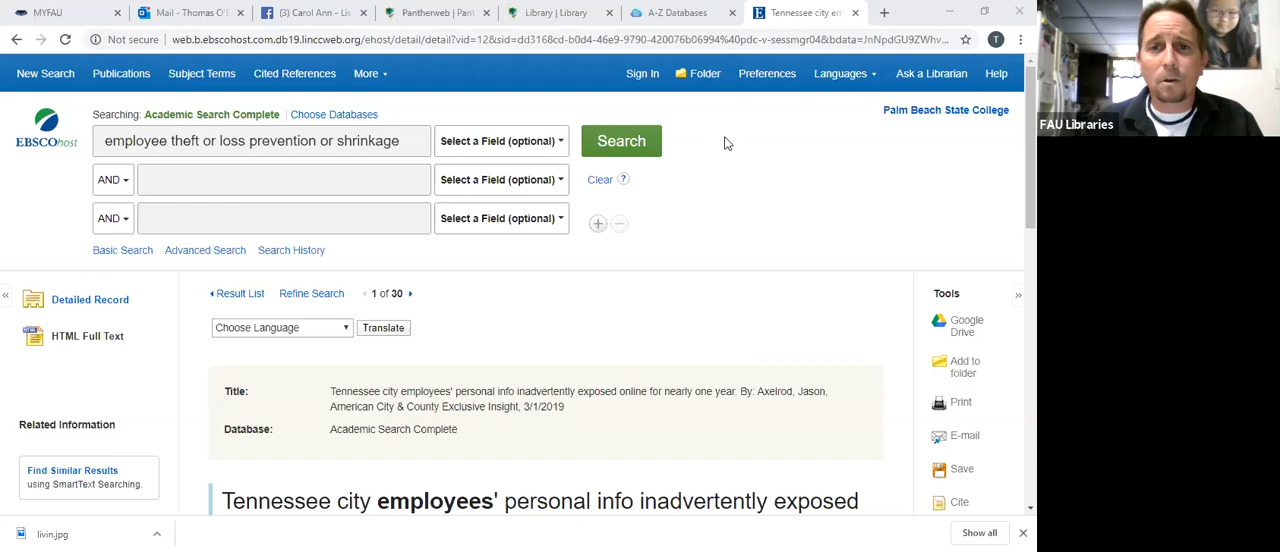 MYFAU
Mail - Thomas O'E
(3) Carol Ann - Lis
Pantherweb | Pant
Library | Library
A-Z Databases
Tennessee city em
Not secure
web.b.ebscohost.com.db19.linccweb.org/ehost/detail/detail?vid=12&sid=dd3168cd-b0d4-46e9-9790-420076b06994%40pdc-v-sessmgr04&bdata=JnNpdGU9ZWhv...
T
New Search
Publications
Subject Terms
Cited References
More
Sign In
Folder
Preferences
Languages
Ask a Librarian
Help
Searching: Academic Search Complete
Choose Databases
Palm Beach State College
FAU Libraries
EBSCOhost
employee theft or loss prevention or shrinkage
Select a Field (optional)
Search
AND
Select a Field (optional)
Clear
?
AND
Select a Field (optional)
Basic Search
Advanced Search
Search History
Detailed Record
HTML Full Text
Result List
Refine Search
1 of 30
Choose Language
Translate
Title:
Tennessee city employees' personal info inadvertently exposed online for nearly one year. By: Axelrod, Jason,
American City & County Exclusive Insight, 3/1/2019
Database:
Academic Search Complete
Related Information
Find Similar Results
using SmartText Searching.
Tennessee city employees' personal info inadvertently exposed
Tools
Google
Drive
Add to
folder
Print
E-mail
Save
Cite
livin.jpg
Show all